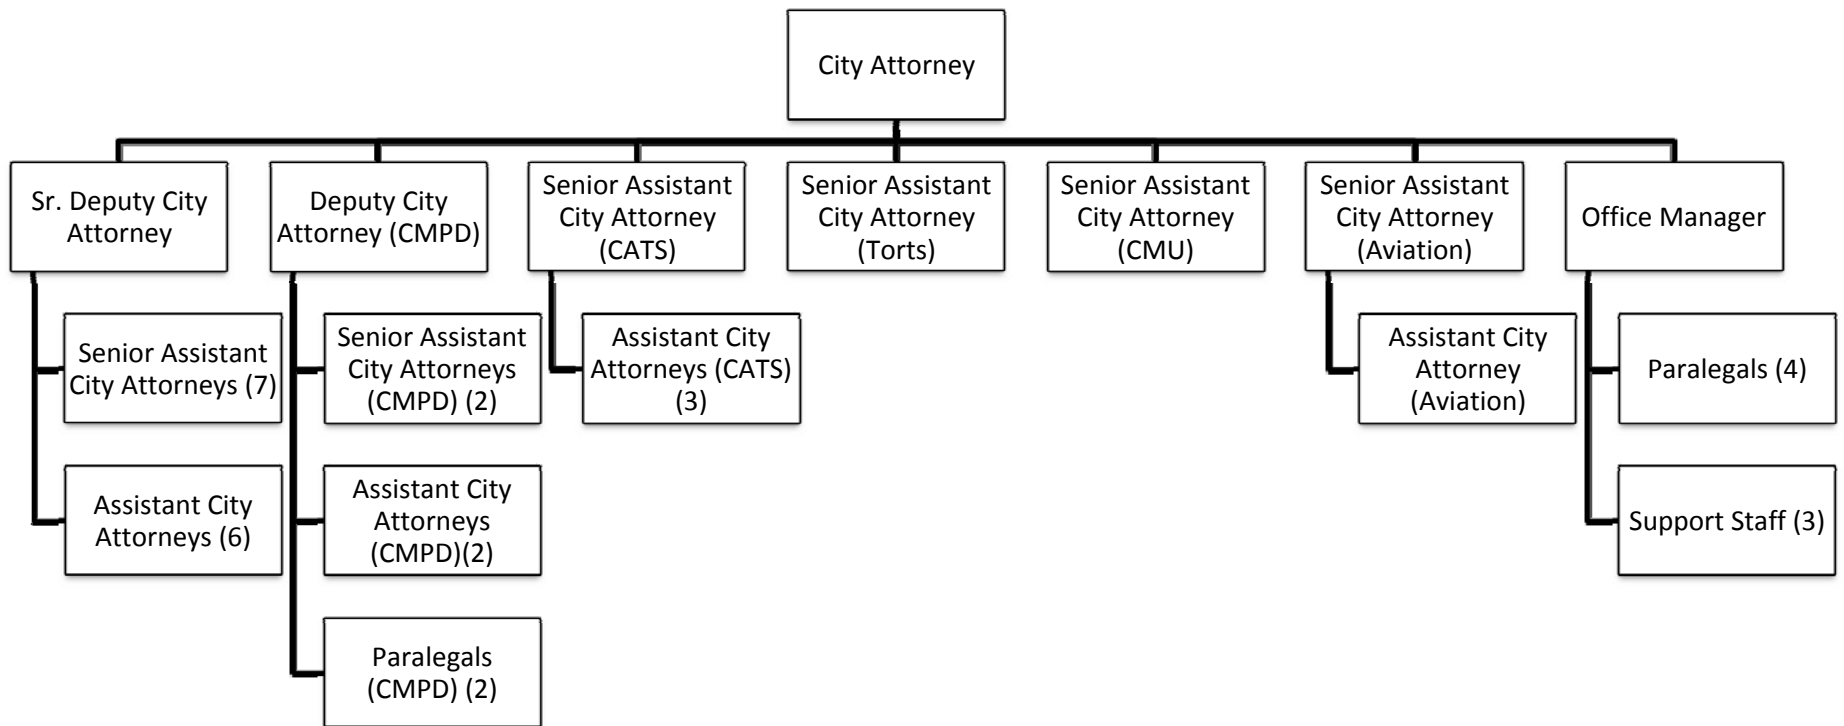 City Attorney
Sr. Deputy City
Attorney
Deputy City
Attorney (CMPD)
Senior Assistant
City Attorney
(CATS)
Senior Assistant
City Attorney
(Torts)
Senior Assistant
City Attorney
(CMU)
Senior Assistant
City Attorney
(Aviation)
Office Manager
Senior Assistant
City Attorneys (7)
Assistant City
Attorneys (6)
Senior Assistant
City Attorneys
(CMPD) (2)
Assistant City
Attorneys
(CMPD)(2)
Paralegals
(CMPD) (2)
Assistant City
Attorneys (CATS)
(3)
Assistant City
Attorney
(Aviation)
Paralegals (4)
Support Staff (3)